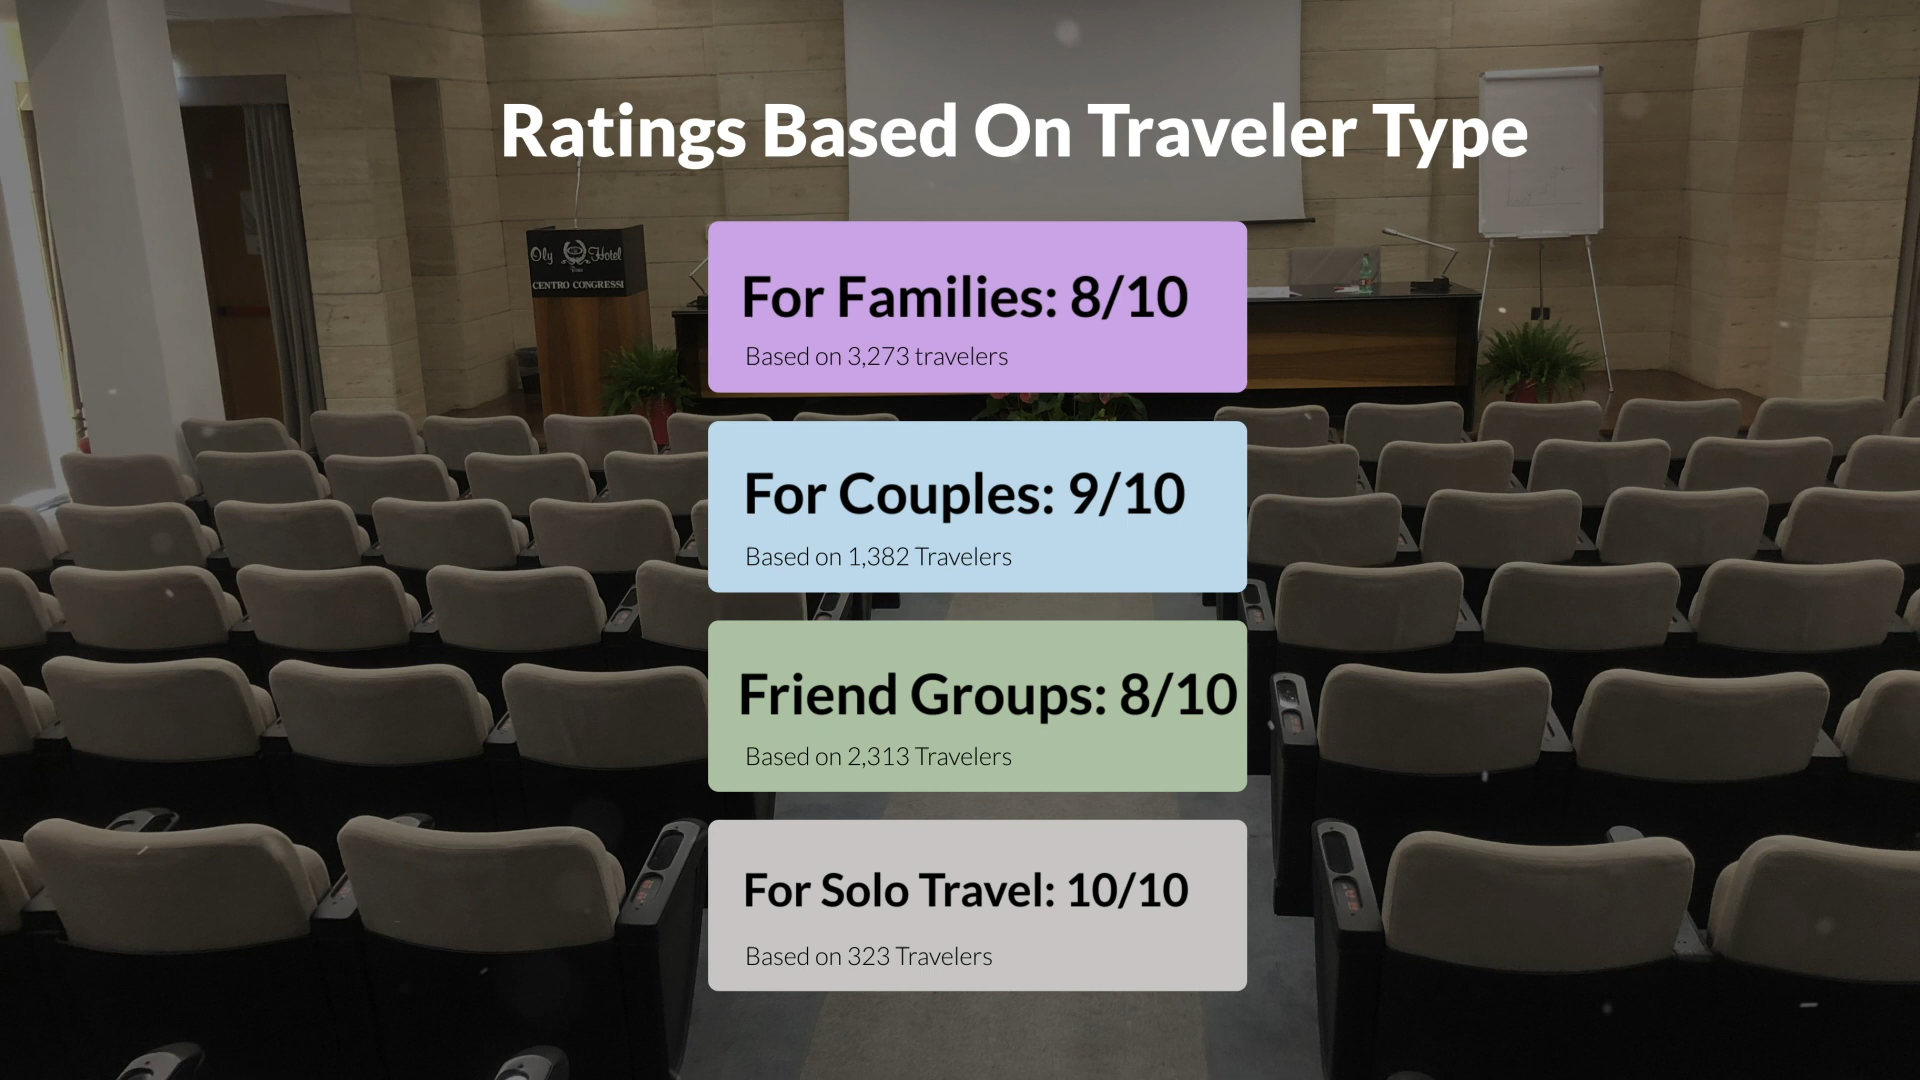 Ratings Based On Traveler Type
Oly Hotel
CENTRO CONGRESSI
For Families: 8/10
Based on 3,273 travelers
For Couples: 9/10
Based on 1,382 Travelers
Friend Groups: 8/10
Based on 2,313 Travelers
For Solo Travel: 10/10
Based on 323 Travelers